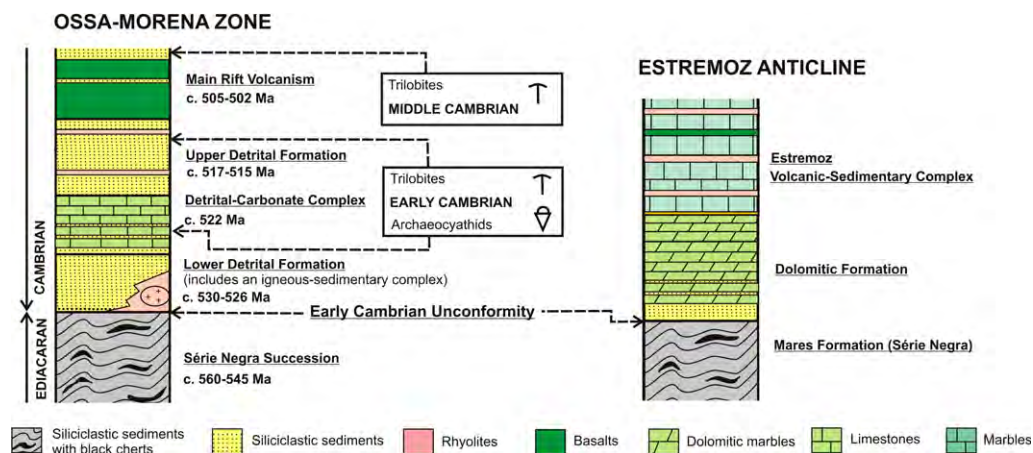 OSSA-MORENA ZONE
Main Rift Volcanism
c. 505-502 Ma
Upper Detrital Formation
c. 517-515 Ma
Detrital-Carbonate Complex
c. 522 Ma
Lower Detrital Formation
(includes an igneous-sedimentary complex)
c. 530-526 Ma
Série Negra Succession
c. 560-545 Ma
CAMBRIAN
EDIACARAN
Trilobites
MIDDLE CAMBRIAN
Trilobites
EARLY CAMBRIAN
Archaeocyathids
Early Cambrian Unconformity
ESTREMOZ ANTICLINE
Estremoz
Volcanic-Sedimentary Complex
Dolomitic Formation
Mares Formation (Série Negra)
Siliciclastic sediments
with black cherts
Siliciclastic sediments
Rhyolites
Basalts
Dolomitic marbles
Limestones
Marbles